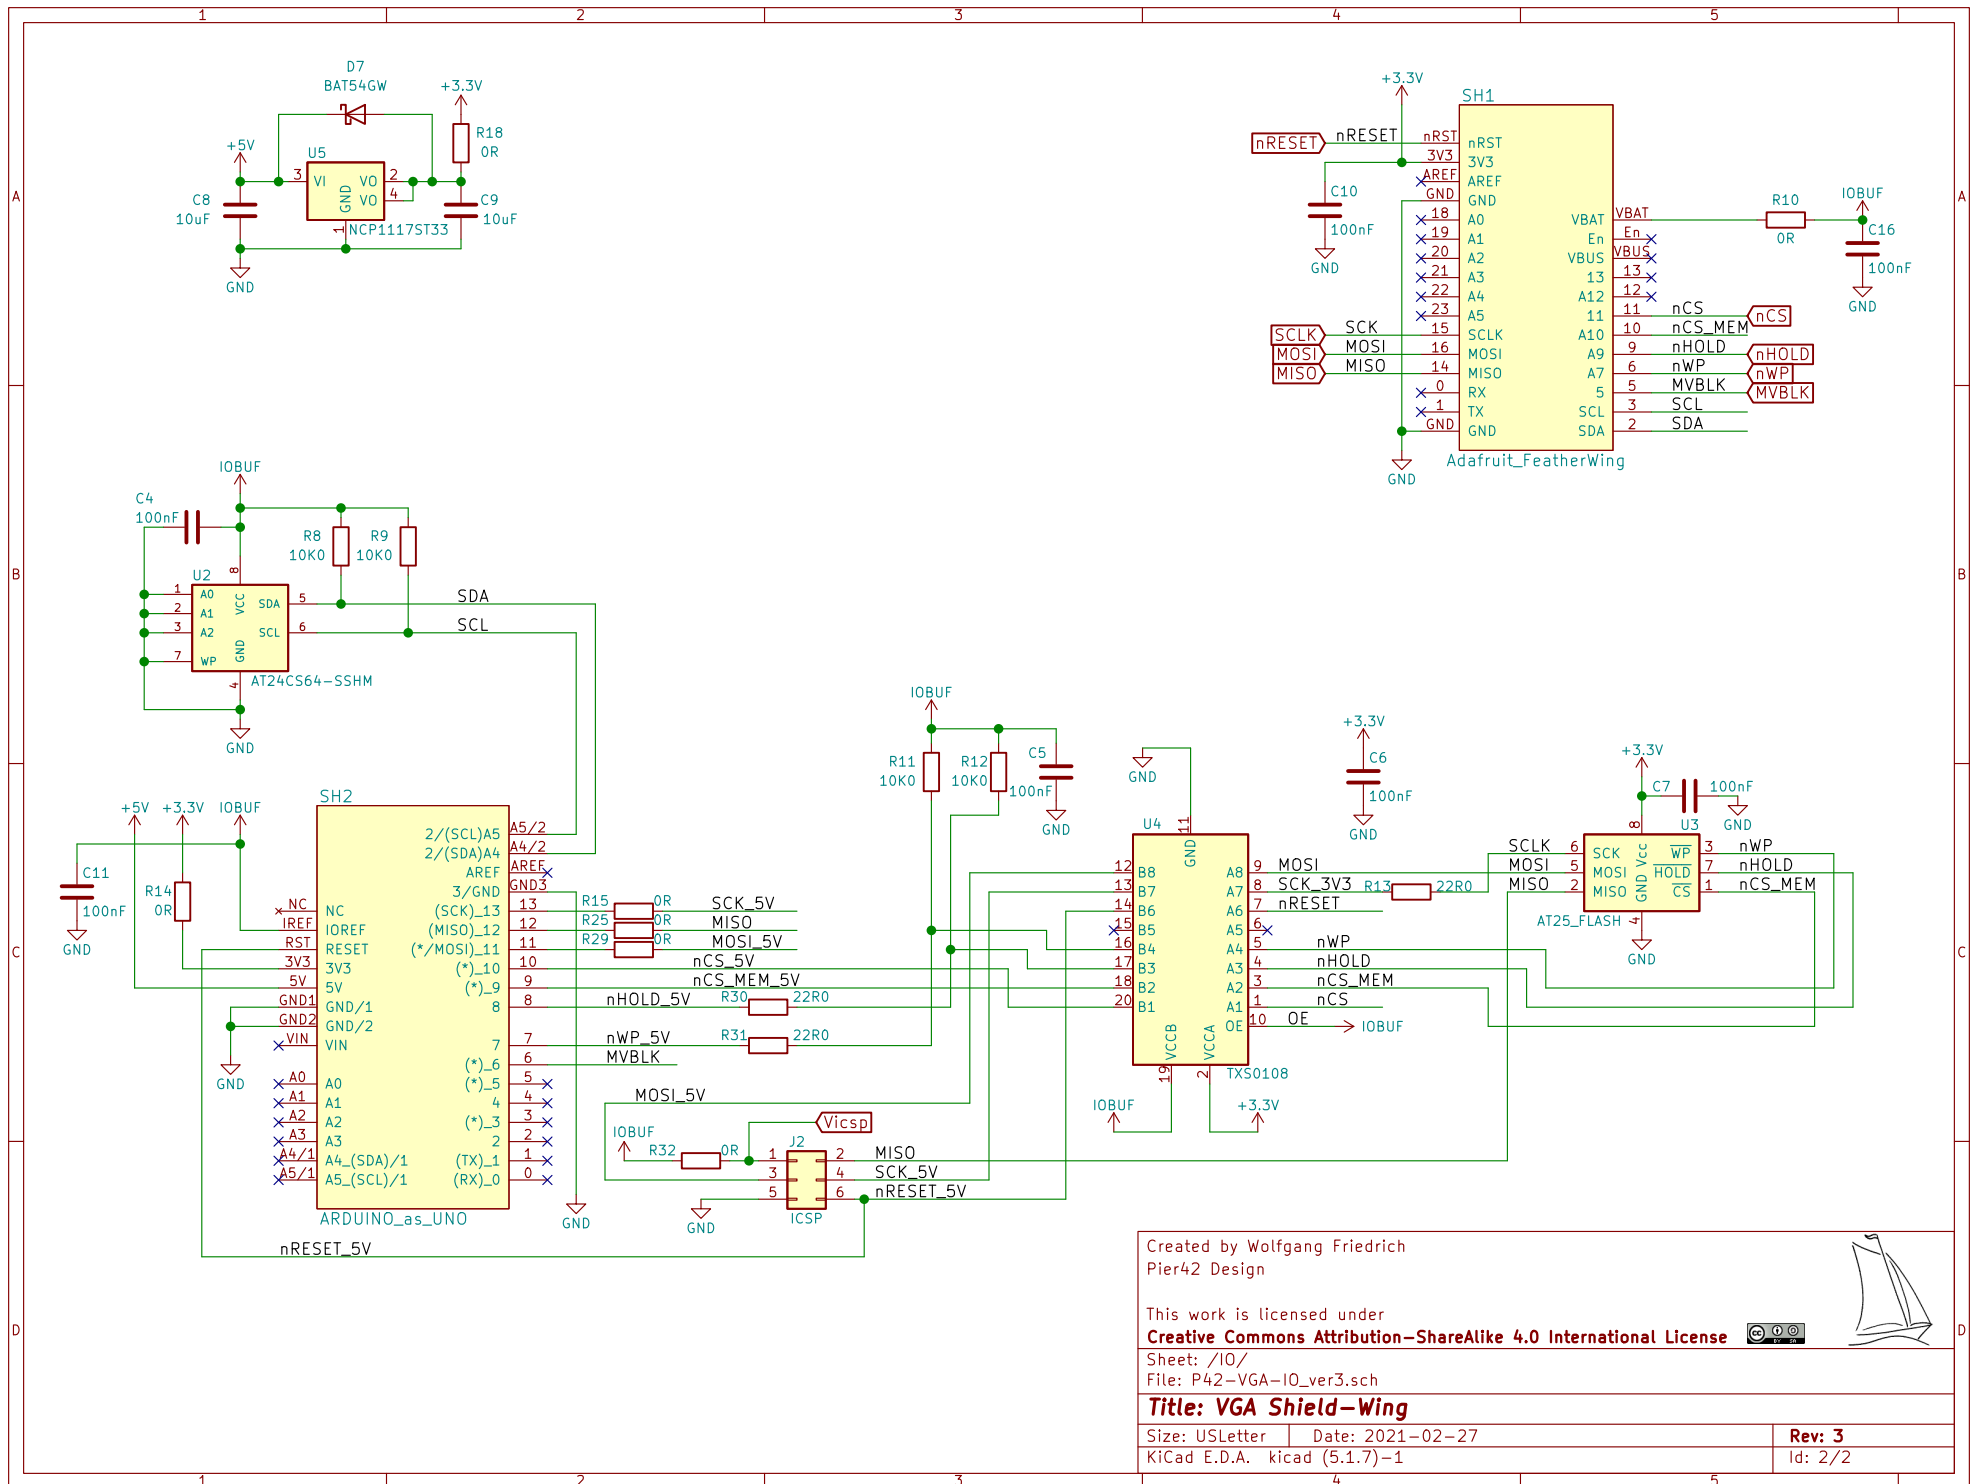 1 2 3 4 5
A
B
C
D
A
B
C
D
1 2 3 4 5
D7
BAT54GW
+3.3V
R18
0R
+5V
U5
3 VI VO 2
VO 4
GND
1
NCP1117ST33
C8
10uF
C9
10uF
GND
+3.3V
SH1
nRESET nRESET nRST nRST
3V3 3V3
AREF AREF
GND GND
18 A0
19 A1
20 A2
21 A3
22 A4
23 A5
SCLK SCK 15 SCLK
MOSI MOSI 16 MOSI
MISO MISO 14 MISO
0 RX
1 TX
GND GND
VBAT VBAT
En En
VBUS VBUS
13 13
A12 12
11 11 nCS nCS
A10 10 nCS_MEM
A9 9 nHOLD nHOLD
A7 6 nWP nWP
5 5 MVBLK MVBLK
SCL 3 SCL
SDA 2 SDA
Adafruit_FeatherWing
GND
C10
100nF
GND
R10
0R
IOBUF
C16
100nF
GND
IOBUF
C4
100nF
R8
10K0
R9
10K0
U2
8
1 A0
2 A1
3 A2
7 WP
VCC
GND
SDA 5 SDA
SCL 6 SCL
4
AT24CS64-SSHM
GND
+5V +3.3V IOBUF
SH2
C11
100nF
GND
R14
0R
NC NC
IREF IOREF
RST RESET
3V3 3V3
5V 5V
GND1 GND/1
GND2 GND/2
VIN VIN
A0 A0
A1 A1
A2 A2
A3 A3
A4/1 A4_(SDA)/1
A5/1 A5_(SCL)/1
GND
2/(SCL)A5 A5/2
2/(SDA)A4 A4/2
AREF AREF
3/GND GND3
(SCK)_13 13 R15 0R SCK_5V
(MISO)_12 12 R25 0R MISO
(*/MOSI)_11 11 R29 0R MOSI_5V
(*)_10 10 nCS_5V
(*)_9 9 nCS_MEM_5V
8 8 nHOLD_5V R30 22R0
7 7 nWP_5V R31 22R0
(*)_6 6 MVBLK
(*)_5 5
4 4
(*)_3 3
2 2
(TX)_1 1
(RX)_0 0
ARDUINO_as_UNO
GND
nRESET_5V
MOSI_5V
Vicsp
IOBUF
R32 0R
J2
1 2 MISO
3 4 SCK_5V
5 6 nRESET_5V
ICSP
GND
IOBUF
R11
10K0
R12
10K0
C5
100nF
GND
GND
U4
11
GND
12 B8
13 B7
14 B6
15 B5
16 B4
17 B3
18 B2
20 B1
A8 9 MOSI
A7 8 SCK_3V3 R13 22R0
A6 7 nRESET
A5 6
A4 5 nWP
A3 4 nHOLD
A2 3 nCS_MEM
A1 1 nCS
OE 10 OE IOBUF
VCCB VCCA
19 2
TXS0108
IOBUF
+3.3V
+3.3V
C6
100nF
GND
+3.3V
C7 100nF
GND
U3
8
SCLK 6 SCK
MOSI 5 MOSI
MISO 2 MISO
GND Vcc
WP 3 nWP
HOLD 7 nHOLD
CS 1 nCS_MEM
4
AT25_FLASH
GND
Created by Wolfgang Friedrich
Pier42 Design
This work is licensed under
Creative Commons Attribution-ShareAlike 4.0 International License
cc BY SA
Sheet: /IO/
File: P42-VGA-IO_ver3.sch
Title: VGA Shield-Wing
Size: USLetter Date: 2021-02-27 Rev: 3
KiCad E.D.A. kicad (5.1.7)-1 Id: 2/2